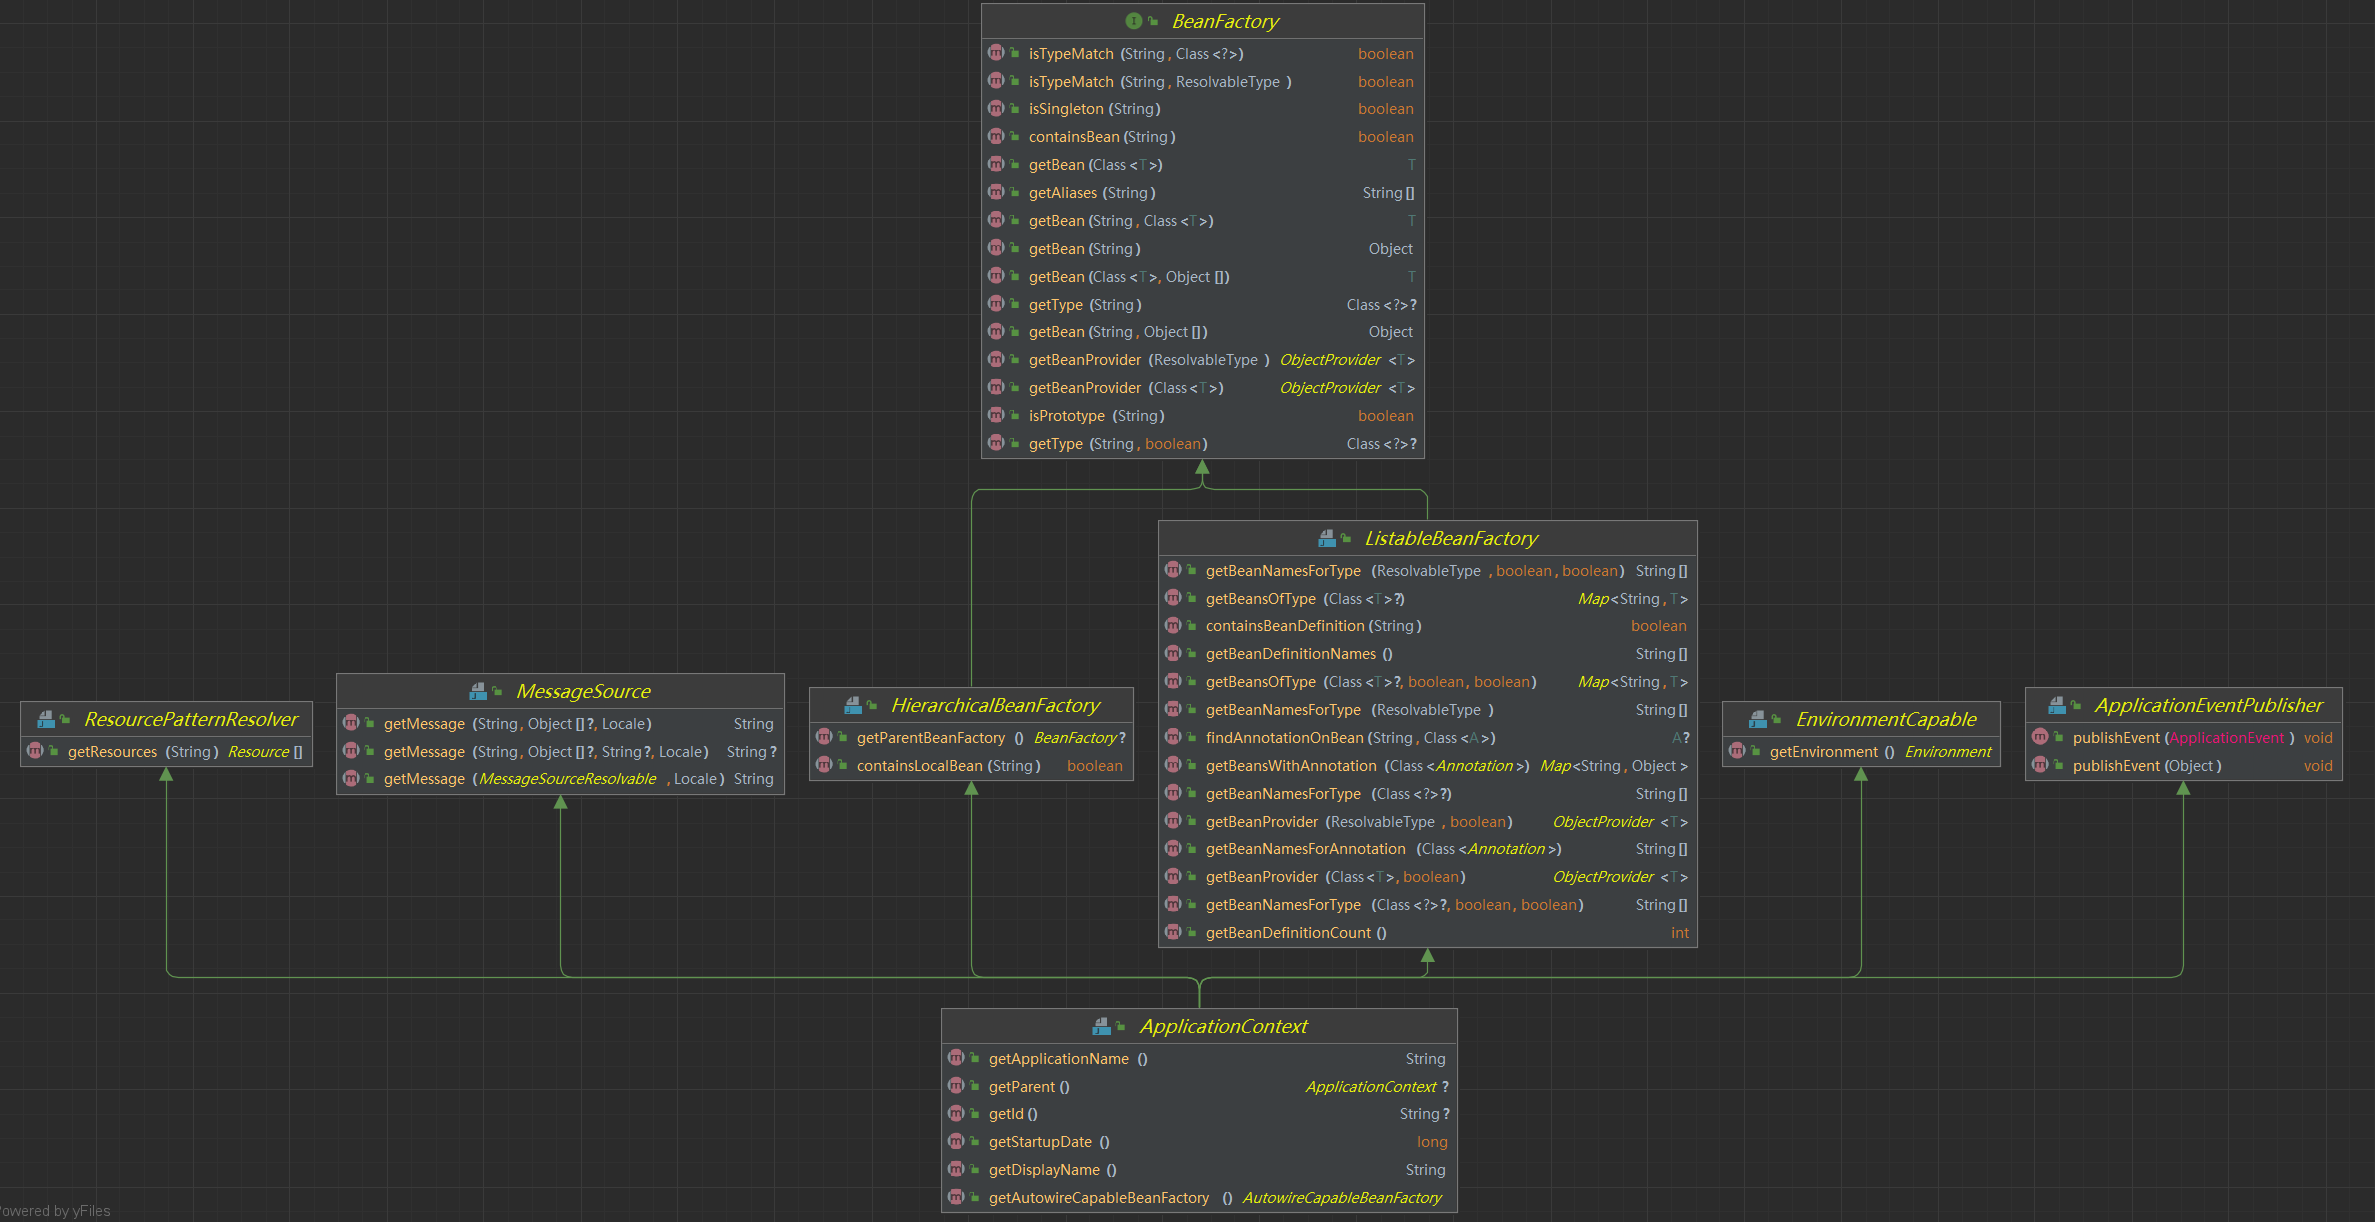 BeanFactory
isTypeMatch (String, Class<?>) boolean
isTypeMatch (String, ResolvableType ) boolean
isSingleton (String) boolean
containsBean (String) boolean
getBean (Class<T>) T
getAliases (String) String[]
getBean (String, Class<T>) T
getBean (String) Object
getBean (Class<T>, Object[]) T
getType (String) Class<?>?
getBean (String, Object[]) Object
getBeanProvider (ResolvableType ) ObjectProvider <T>
getBeanProvider (Class<T>) ObjectProvider <T>
isPrototype (String) boolean
getType (String, boolean) Class<?>?
ListableBeanFactory
getBeanNamesForType (ResolvableType , boolean, boolean) String[]
getBeansOfType (Class<T>?) Map<String, T>
containsBeanDefinition (String) boolean
getBeanDefinitionNames () String[]
getBeansOfType (Class<T>?, boolean, boolean) Map<String, T>
getBeanNamesForType (ResolvableType ) String[]
findAnnotationOnBean (String, Class<A>) A?
getBeansWithAnnotation (Class<Annotation>) Map<String, Object>
getBeanNamesForType (Class<?>?) String[]
getBeanProvider (ResolvableType , boolean) ObjectProvider <T>
getBeanNamesForAnnotation (Class<Annotation>) String[]
getBeanProvider (Class<T>, boolean) ObjectProvider <T>
getBeanNamesForType (Class<?>?, boolean, boolean) String[]
getBeanDefinitionCount () int
ResourcePatternResolver
getResources (String) Resource[]
MessageSource
getMessage (String, Object[]?, Locale) String
getMessage (String, Object[]?, String?, Locale) String?
getMessage (MessageSourceResolvable , Locale) String
HierarchicalBeanFactory
getParentBeanFactory () BeanFactory?
containsLocalBean (String) boolean
EnvironmentCapable
getEnvironment () Environment
ApplicationEventPublisher
publishEvent (ApplicationEvent ) void
publishEvent (Object) void
ApplicationContext
getApplicationName () String
getParent () ApplicationContext ?
getId () String?
getStartupDate () long
getDisplayName () String
getAutowireCapableBeanFactory () AutowireCapableBeanFactory
owered by yFiles